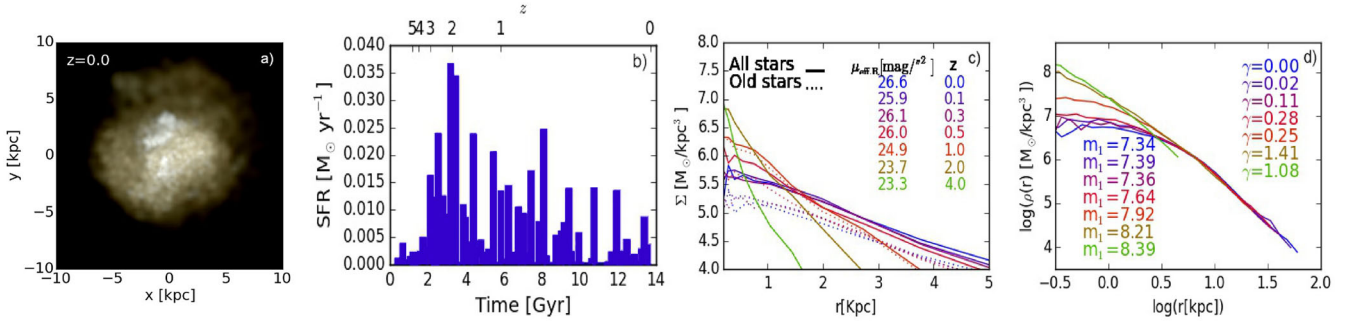 z=0.0
a)
10
5
0
−5
−10
y [kpc]
−10
−5
0
5
10
x [kpc]
z
5
4
3
2
1
0
b)
0.040
0.035
0.030
0.025
0.020
0.015
0.010
0.005
0.000
SFR [M⊙ yr⁻¹]
0
2
4
6
8
10
12
14
Time [Gyr]
c)
All stars
Old stars
μeff,R[mag/″²] z
26.6 0.0
25.9 0.1
26.1 0.3
26.0 0.5
24.9 1.0
23.7 2.0
23.3 4.0
8.0
7.5
7.0
6.5
6.0
5.5
5.0
4.5
4.0
Σ [M⊙/kpc³]
1
2
3
4
5
r[Kpc]
d)
γ=0.00
γ=0.02
γ=0.11
γ=0.28
γ=0.25
γ=1.41
γ=1.08
m₁=7.34
m₁=7.39
m₁=7.36
m₁=7.64
m₁=7.92
m₁=8.21
m₁=8.39
8
7
6
5
4
log(ρ(r) [M⊙/kpc³])
−0.5
0.0
0.5
1.0
1.5
2.0
log(r[kpc])